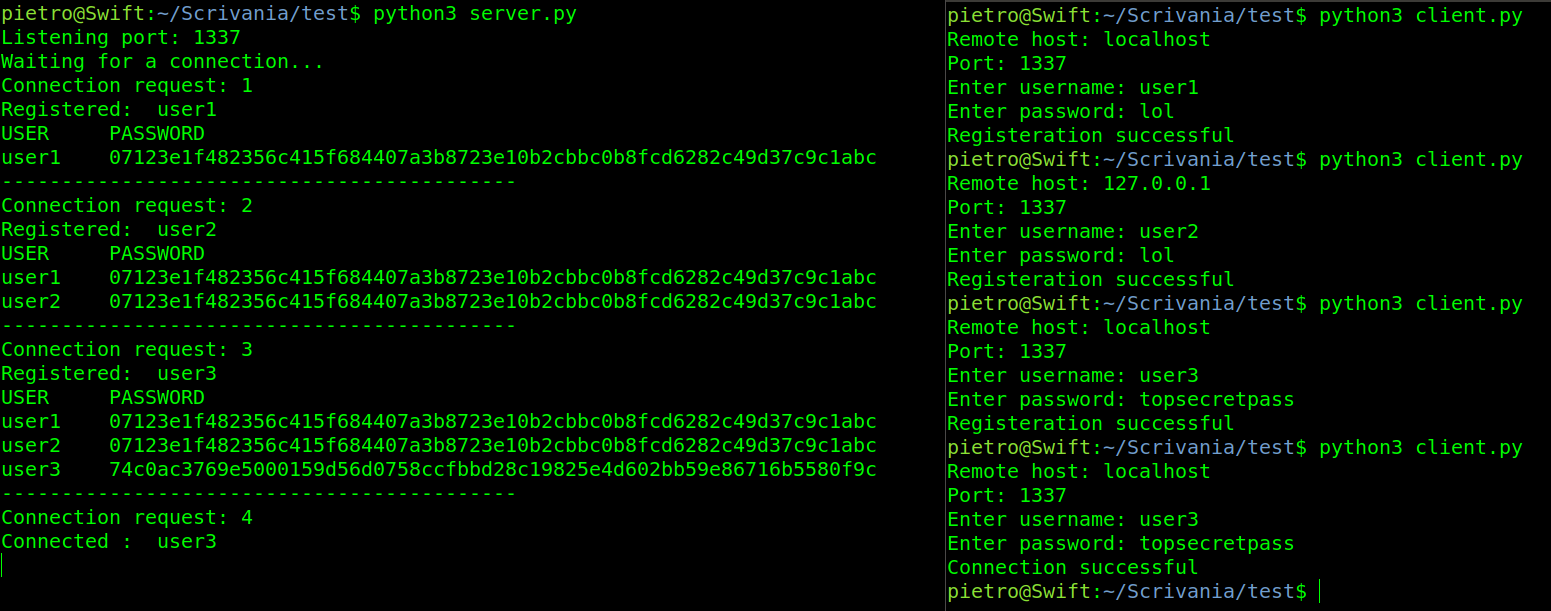 pietro@Swift:~/Scrivania/test$ python3 server.py
Listening port: 1337
Waiting for a connection...
Connection request: 1
Registered:  user1
USER     PASSWORD
user1    07123e1f482356c415f684407a3b8723e10b2cbbc0b8fcd6282c49d37c9c1abc
-------------------------------------------
Connection request: 2
Registered:  user2
USER     PASSWORD
user1    07123e1f482356c415f684407a3b8723e10b2cbbc0b8fcd6282c49d37c9c1abc
user2    07123e1f482356c415f684407a3b8723e10b2cbbc0b8fcd6282c49d37c9c1abc
-------------------------------------------
Connection request: 3
Registered:  user3
USER     PASSWORD
user1    07123e1f482356c415f684407a3b8723e10b2cbbc0b8fcd6282c49d37c9c1abc
user2    07123e1f482356c415f684407a3b8723e10b2cbbc0b8fcd6282c49d37c9c1abc
user3    74c0ac3769e5000159d56d0758ccfbbd28c19825e4d602bb59e86716b5580f9c
-------------------------------------------
Connection request: 4
Connected :  user3
pietro@Swift:~/Scrivania/test$ python3 client.py
Remote host: localhost
Port: 1337
Enter username: user1
Enter password: lol
Registeration successful
pietro@Swift:~/Scrivania/test$ python3 client.py
Remote host: 127.0.0.1
Port: 1337
Enter username: user2
Enter password: lol
Registeration successful
pietro@Swift:~/Scrivania/test$ python3 client.py
Remote host: localhost
Port: 1337
Enter username: user3
Enter password: topsecretpass
Registeration successful
pietro@Swift:~/Scrivania/test$ python3 client.py
Remote host: localhost
Port: 1337
Enter username: user3
Enter password: topsecretpass
Connection successful
pietro@Swift:~/Scrivania/test$